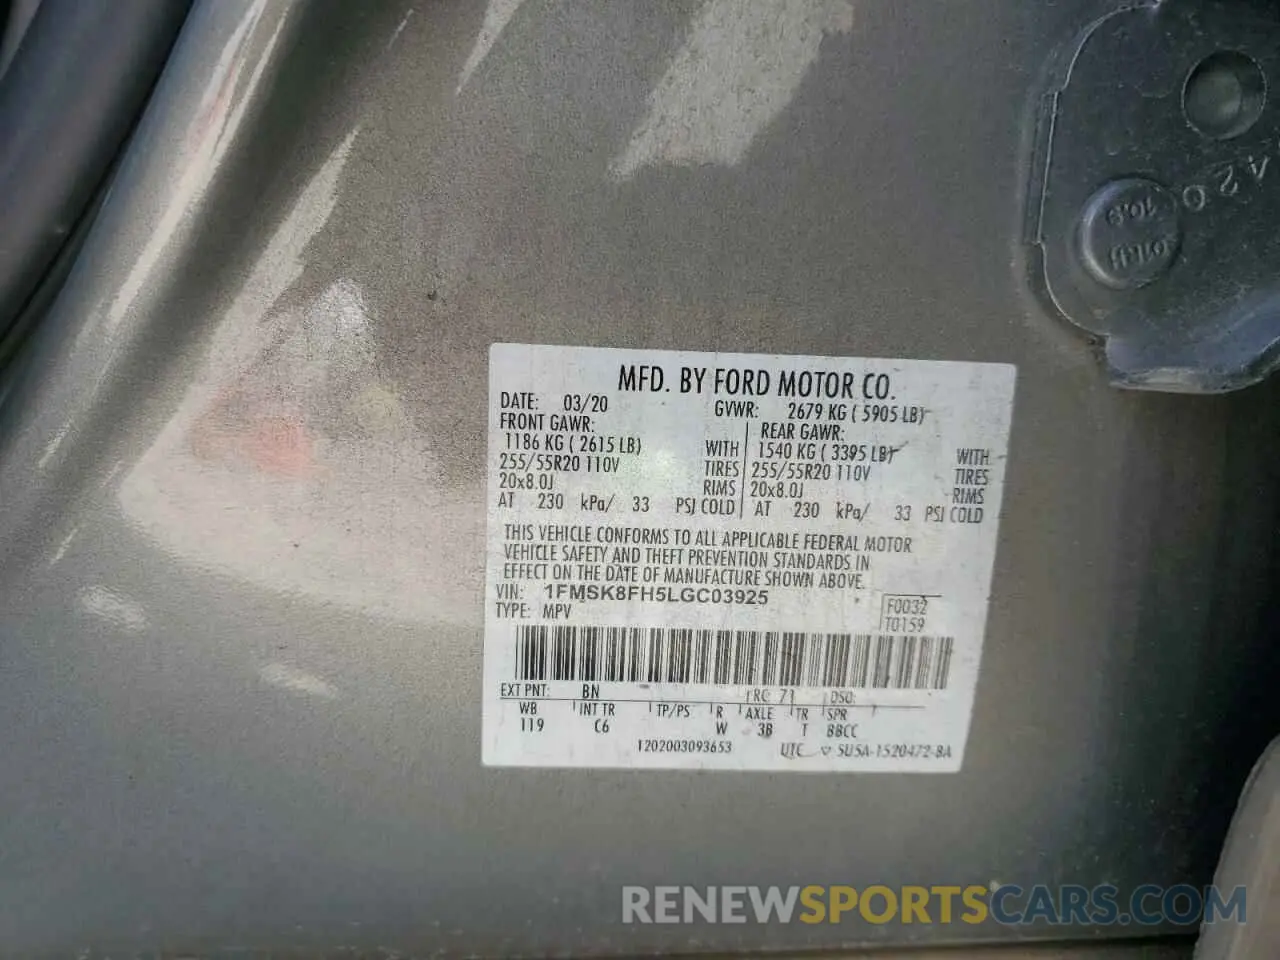 MFD. BY FORD MOTOR CO.
DATE: 03/20 GVWR: 2679 KG ( 5905 LB)
FRONT GAWR: REAR GAWR:
1186 KG ( 2615 LB) WITH 1540 KG ( 3395 LB) WITH
255/55R20 110V TIRES 255/55R20 110V TIRES
20x8.0J RIMS 20x8.0J RIMS
AT 230 kPa/ 33 PSI COLD AT 230 kPa/ 33 PSI COLD
THIS VEHICLE CONFORMS TO ALL APPLICABLE FEDERAL MOTOR
VEHICLE SAFETY AND THEFT PREVENTION STANDARDS IN
EFFECT ON THE DATE OF MANUFACTURE SHOWN ABOVE.
VIN: 1FMSK8FH5LGC03925
TYPE: MPV
F0032
T0159
EXT PNT: BN RC: 71 DSO:
WB INT TR TP/PS R AXLE TR SPR
119 C6 W 3B T BBCC
1202003093653 UTC SU5A-1520472-BA
420
10.9
RENEWSPORTSCARS.COM